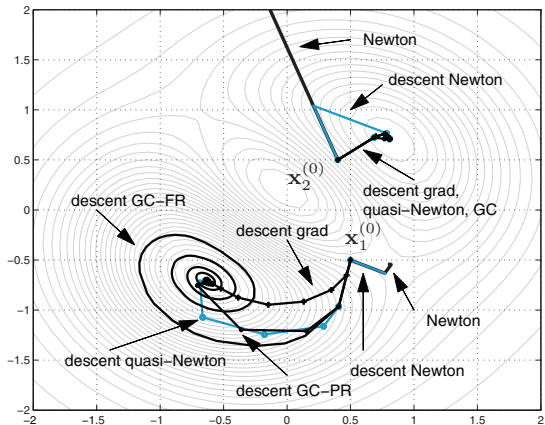 2
Newton
1.5
descent Newton
1
0.5
x₂⁽⁰⁾
descent grad,
quasi−Newton, GC
descent GC−FR
0
descent grad
x₁⁽⁰⁾
−0.5
−1
Newton
descent quasi−Newton
descent Newton
−1.5
descent GC−PR
−2
−2 −1.5 −1 −0.5 0 0.5 1 1.5 2